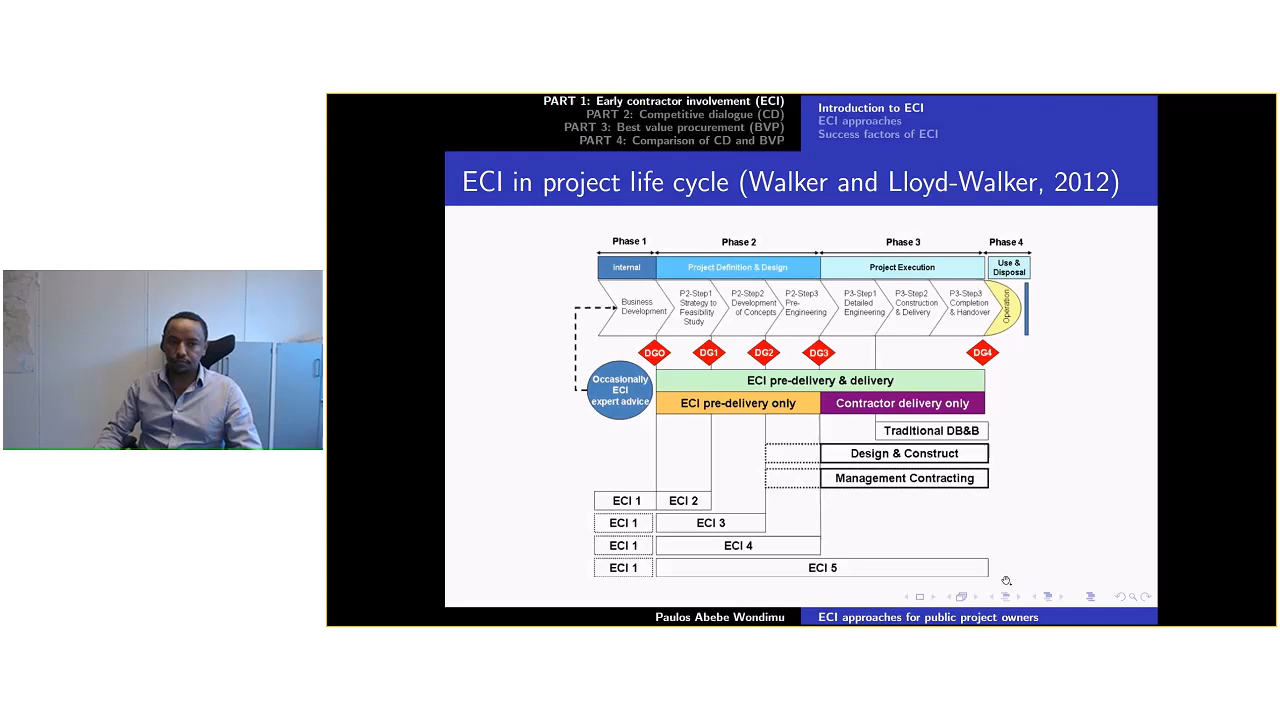 PART 1: Early contractor involvement (ECI)
PART 2: Competitive dialogue (CD)
PART 3: Best value procurement (BVP)
PART 4: Comparison of CD and BVP
Introduction to ECI
ECI approaches
Success factors of ECI
ECI in project life cycle (Walker and Lloyd-Walker, 2012)
Phase 1
Phase 2
Phase 3
Phase 4
Internal
Project Definition & Design
Project Execution
Use &
Disposal
Business
Development
P2-Step1
Strategy to
Feasibility
Study
P2-Step2
Development
of Concepts
P2-Step3
Pre-
Engineering
P3-Step1
Detailed
Engineering
P3-Step2
Construction
& Delivery
P3-Step3
Completion
& Handover
Operation
DG0
DG1
DG2
DG3
DG4
Occasionally
ECI
expert advice
ECI pre-delivery & delivery
ECI pre-delivery only
Contractor delivery only
Traditional DB&B
Design & Construct
Management Contracting
ECI 1
ECI 2
ECI 1
ECI 3
ECI 1
ECI 4
ECI 1
ECI 5
Paulos Abebe Wondimu
ECI approaches for public project owners